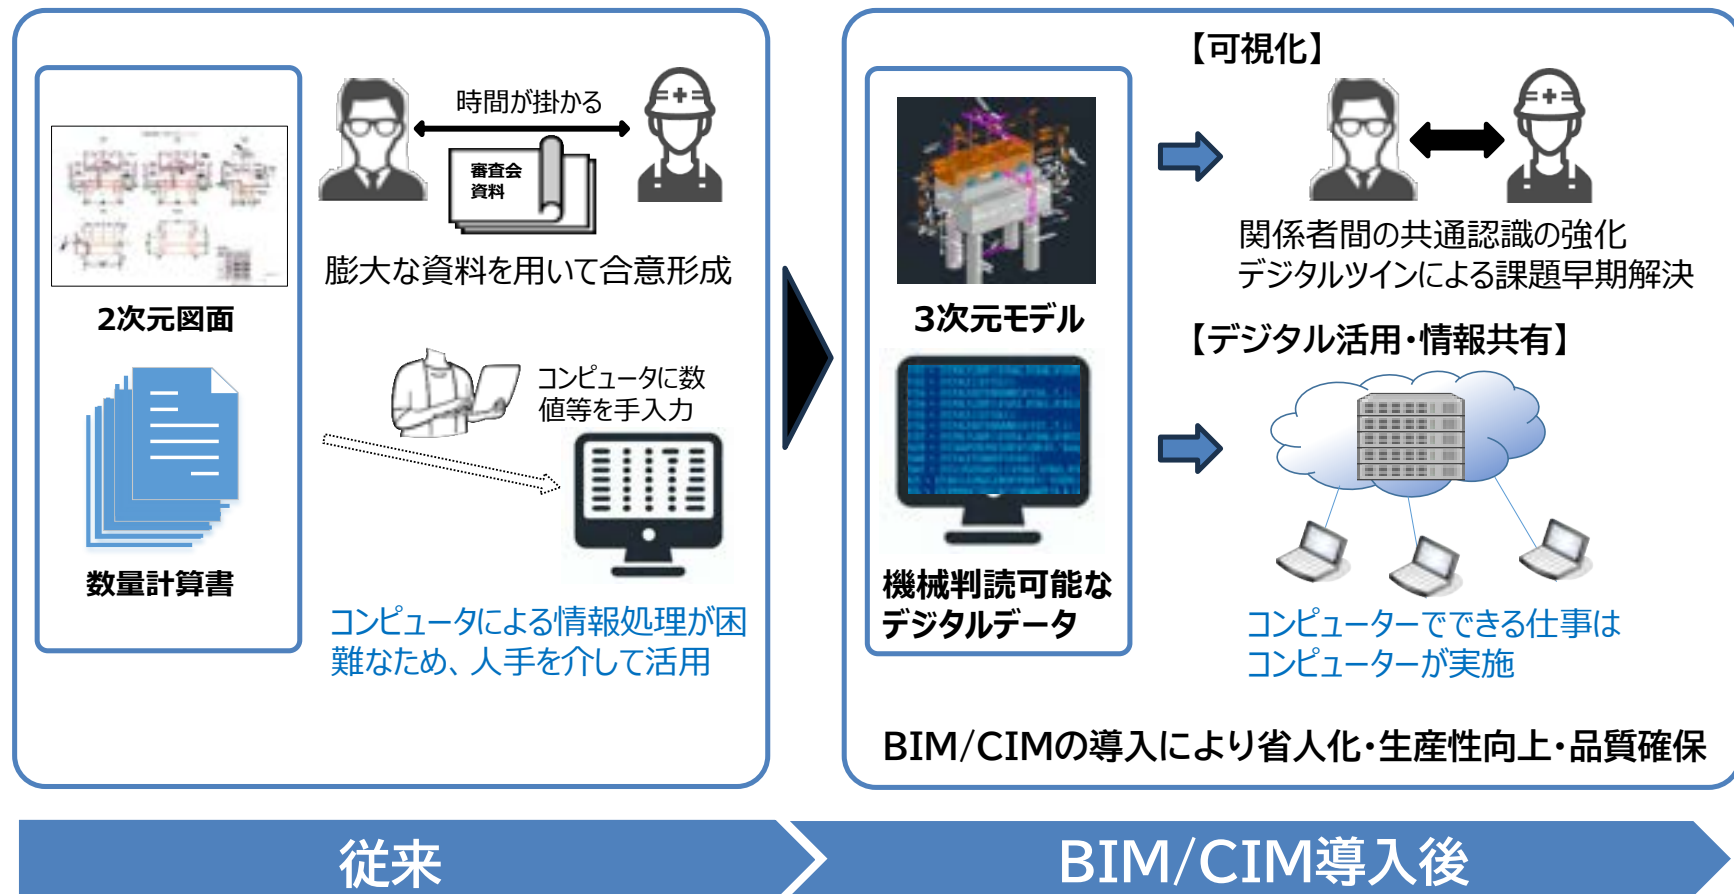 時間が掛かる
審査会
資料
膨大な資料を用いて合意形成
2次元図面
コンピュータに数
値等を手入力
数量計算書
コンピュータによる情報処理が困
難なため、人手を介して活用
【可視化】
関係者間の共通認識の強化
デジタルツインによる課題早期解決
3次元モデル
【デジタル活用・情報共有】
機械判読可能な
デジタルデータ
コンピューターでできる仕事は
コンピューターが実施
BIM/CIMの導入により省人化・生産性向上・品質確保
従来
BIM/CIM導入後